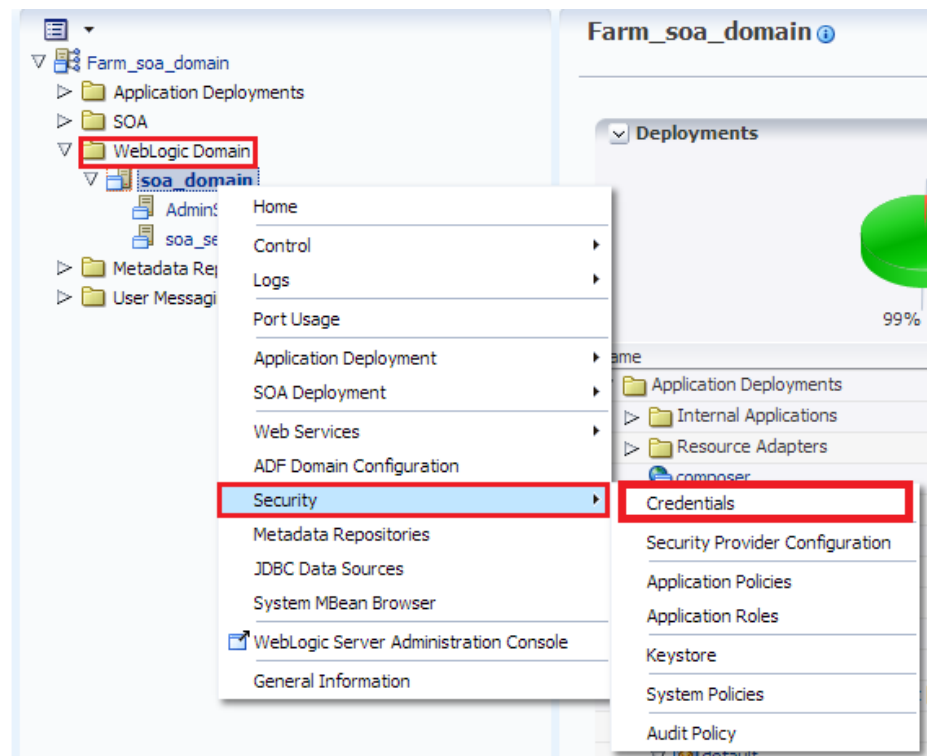 Farm_soa_domain
Application Deployments
SOA
WebLogic Domain
soa_domain
soa_se
Metadata Rep
User Messagi
Home
Control
Logs
Port Usage
Application Deployment
SOA Deployment
Web Services
ADF Domain Configuration
Security
Metadata Repositories
JDBC Data Sources
System MBean Browser
WebLogic Server Administration Console
General Information
Farm_soa_domain
Deployments
99%
ame
Application Deployments
Internal Applications
Resource Adapters
composer
Credentials
Security Provider Configuration
Application Policies
Application Roles
Keystore
System Policies
Audit Policy
default